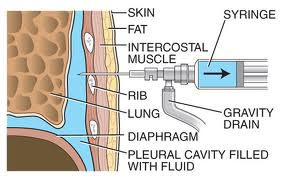 SKIN
FAT
INTERCOSTAL
MUSCLE
SYRINGE
RIB
LUNG
GRAVITY
DRAIN
DIAPHRAGM
PLEURAL CAVITY FILLED
WITH FLUID